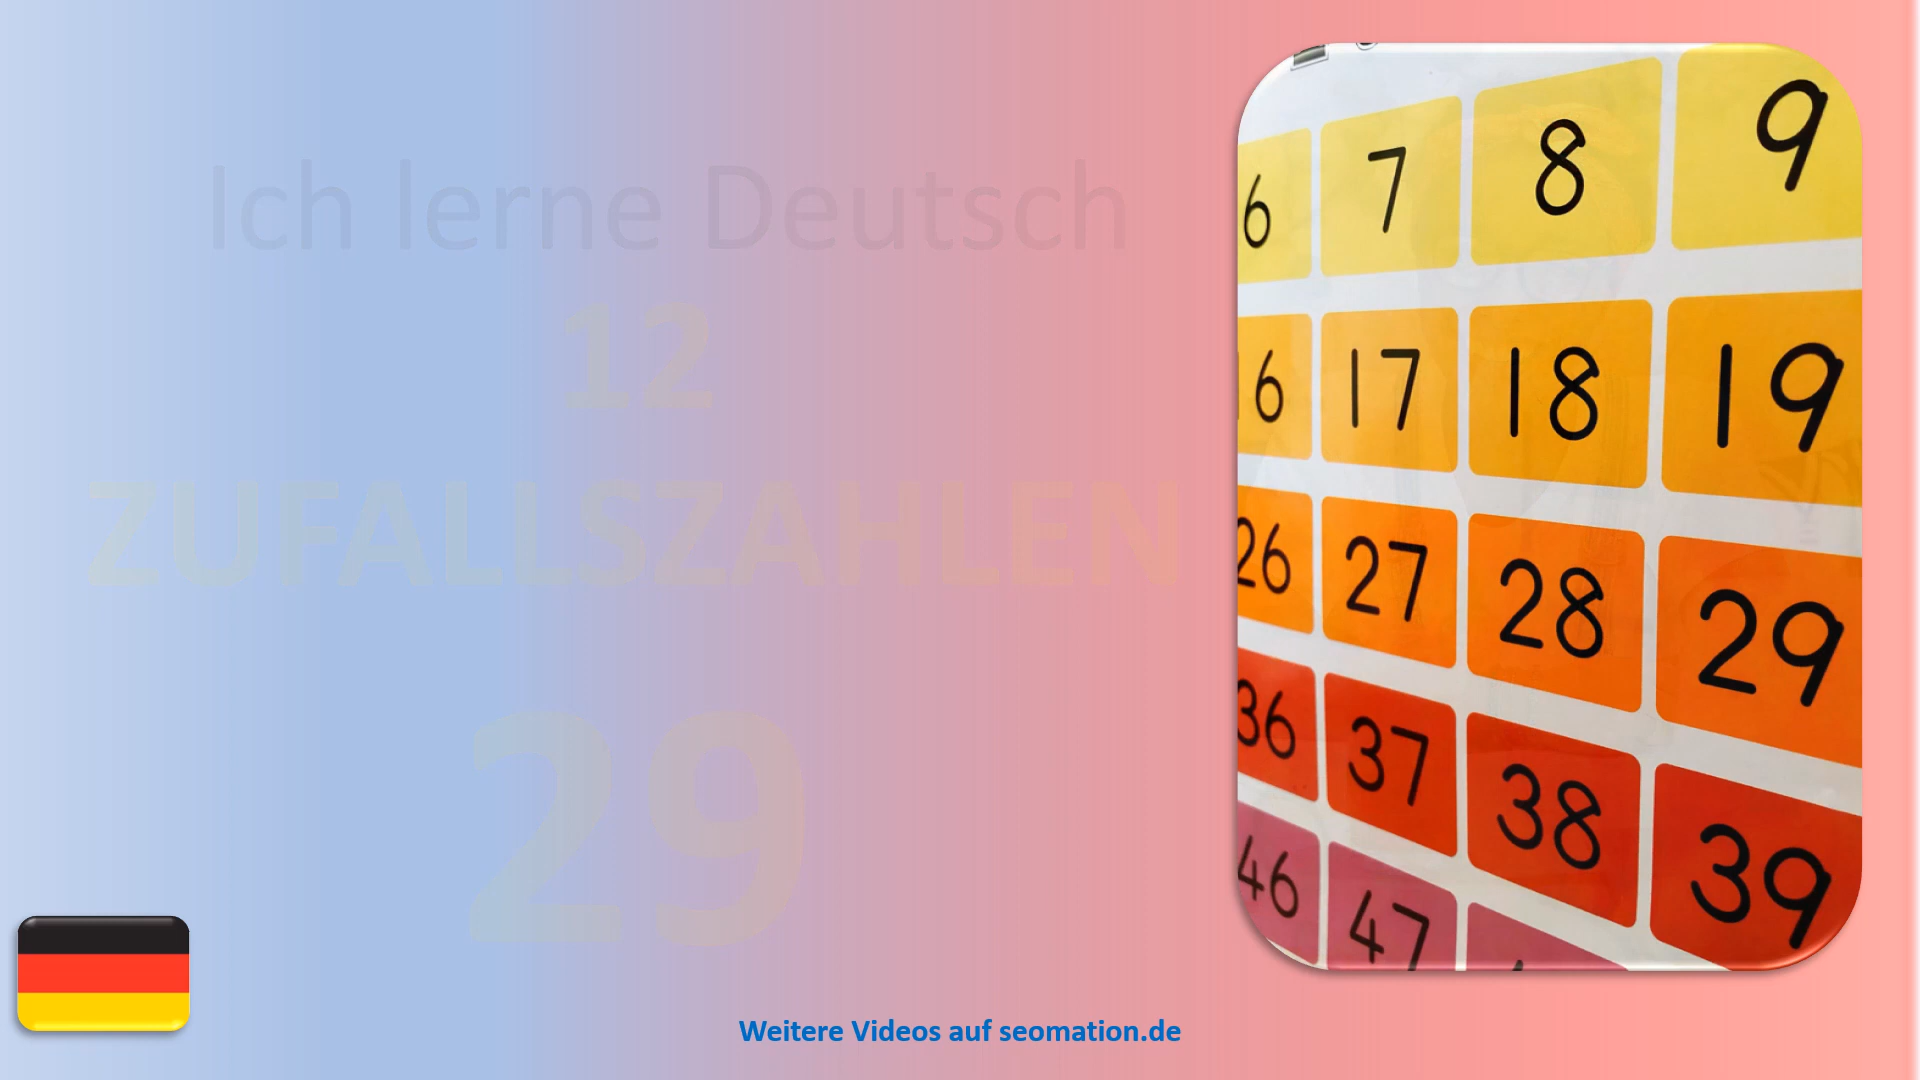 Ich lerne Deutsch
12
ZUFALLSZAHLEN
29
6 7 8 9
16 17 18 19
26 27 28 29
36 37 38 39
46 47
Weitere Videos auf seomation.de